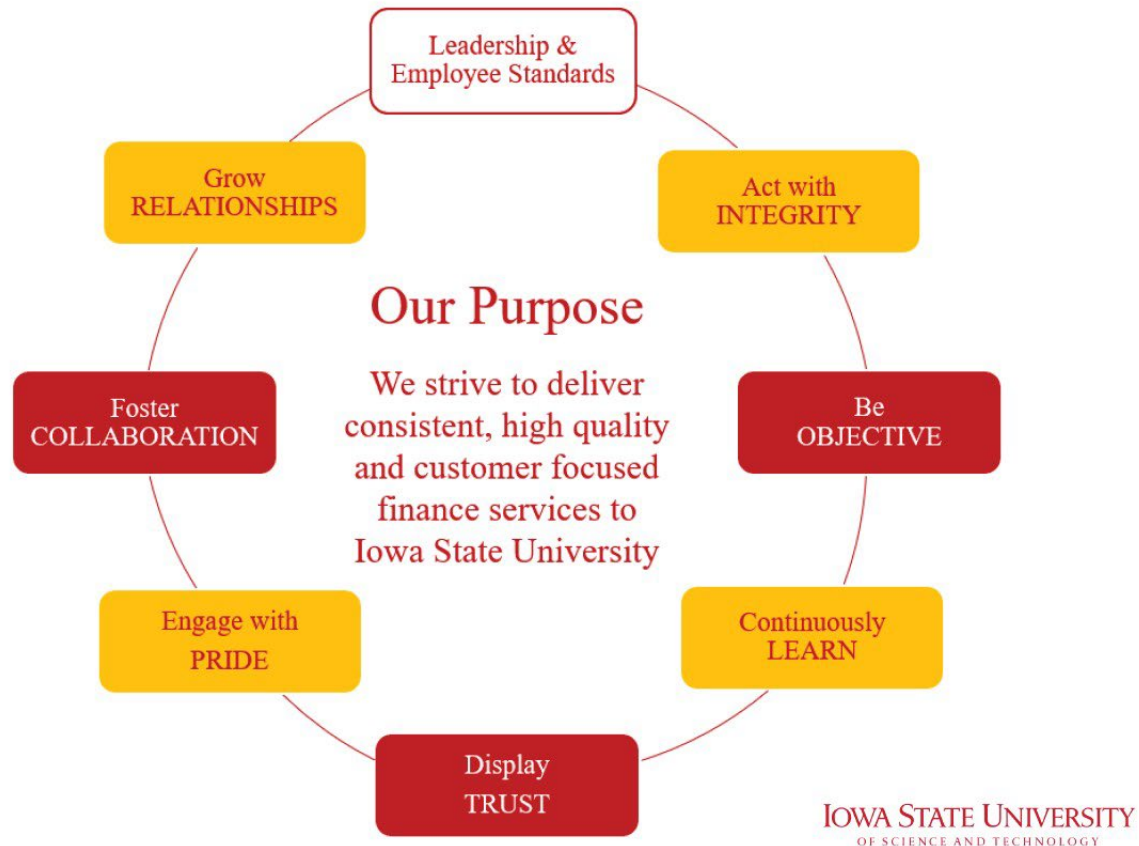 Leadership &
Employee Standards
Grow
RELATIONSHIPS
Act with
INTEGRITY
Our Purpose
We strive to deliver
consistent, high quality
and customer focused
finance services to
Iowa State University
Foster
COLLABORATION
Be
OBJECTIVE
Engage with
PRIDE
Continuously
LEARN
Display
TRUST
IOWA STATE UNIVERSITY
OF SCIENCE AND TECHNOLOGY